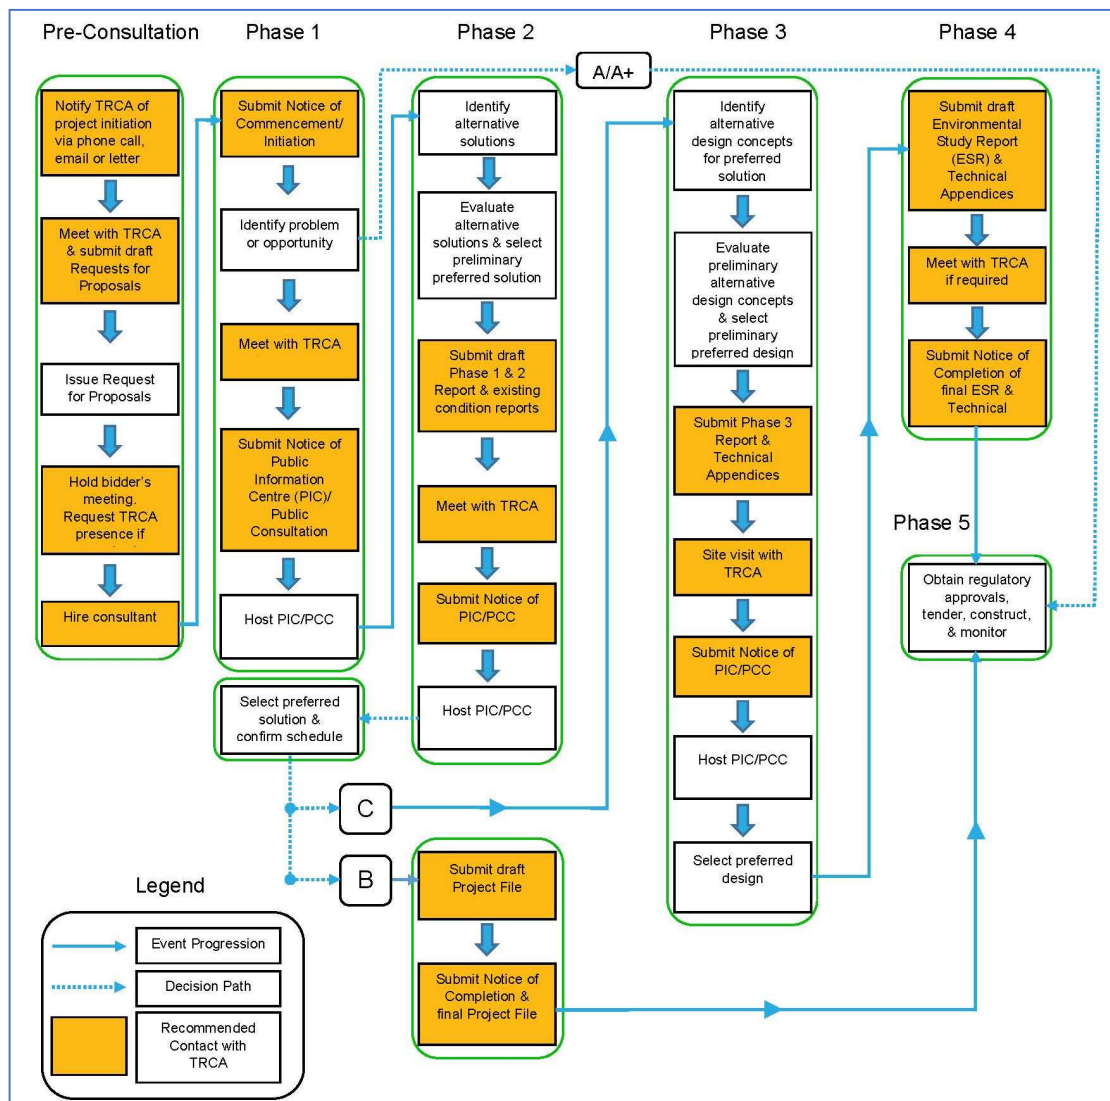 Pre-Consultation
Notify TRCA of
project initiation
via phone call,
email or letter
Meet with TRCA
& submit draft
Requests for
Proposals
Issue Request
for Proposals
Hold bidder's
meeting.
Request TRCA
presence if
Hire consultant
Phase 1
Submit Notice of
Commencement/
Initiation
Identify problem
or opportunity
Meet with TRCA
Submit Notice of
Public
Information
Centre (PIC)/
Public
Consultation
Host PIC/PCC
Select preferred
solution &
confirm schedule
Phase 2
Identify
alternative
solutions
Evaluate
alternative
solutions & select
preliminary
preferred solution
Submit draft
Phase 1 & 2
Report & existing
condition reports
Meet with TRCA
Submit Notice of
PIC/PCC
Host PIC/PCC
A/A+
C
B
Submit draft
Project File
Submit Notice of
Completion &
final Project File
Phase 3
Identify
alternative
design concepts
for preferred
solution
Evaluate
preliminary
alternative
design concepts
& select
preliminary
preferred design
Submit Phase 3
Report &
Technical
Appendices
Site visit with
TRCA
Submit Notice of
PIC/PCC
Host PIC/PCC
Select preferred
design
Phase 4
Submit draft
Environmental
Study Report
(ESR) &
Technical
Appendices
Meet with TRCA
if required
Submit Notice of
Completion of
final ESR &
Technical
Phase 5
Obtain regulatory
approvals,
tender, construct,
& monitor
Legend
Event Progression
Decision Path
Recommended
Contact with
TRCA